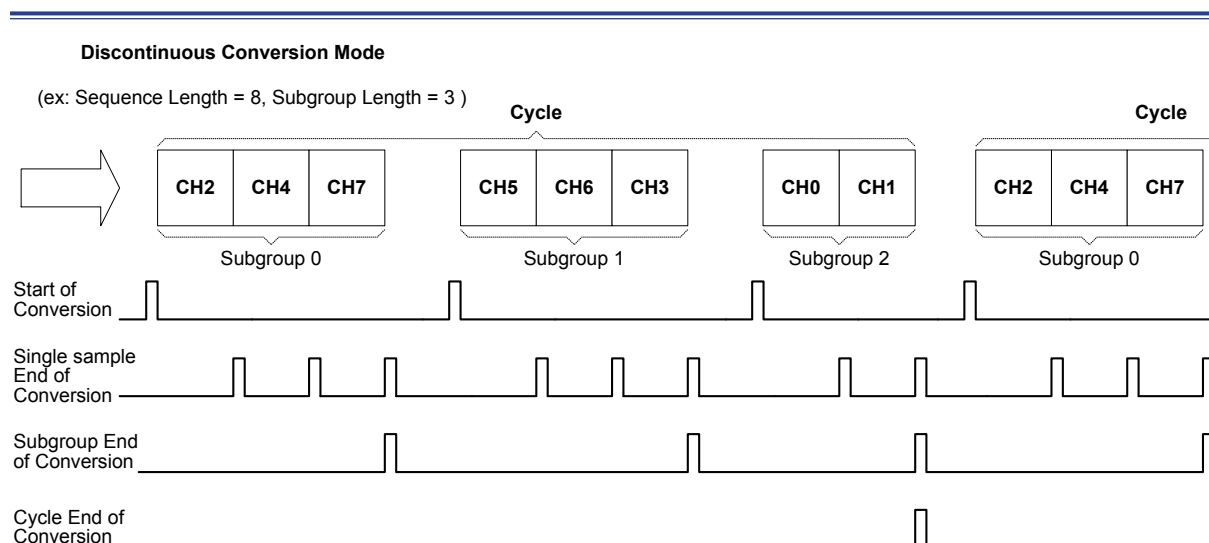 Discontinuous Conversion Mode
(ex: Sequence Length = 8, Subgroup Length = 3 )
Cycle
Cycle
CH2 CH4 CH7 CH5 CH6 CH3 CH0 CH1 CH2 CH4 CH7
Subgroup 0 Subgroup 1 Subgroup 2 Subgroup 0
Start of
Conversion
Single sample
End of
Conversion
Subgroup End
of Conversion
Cycle End of
Conversion